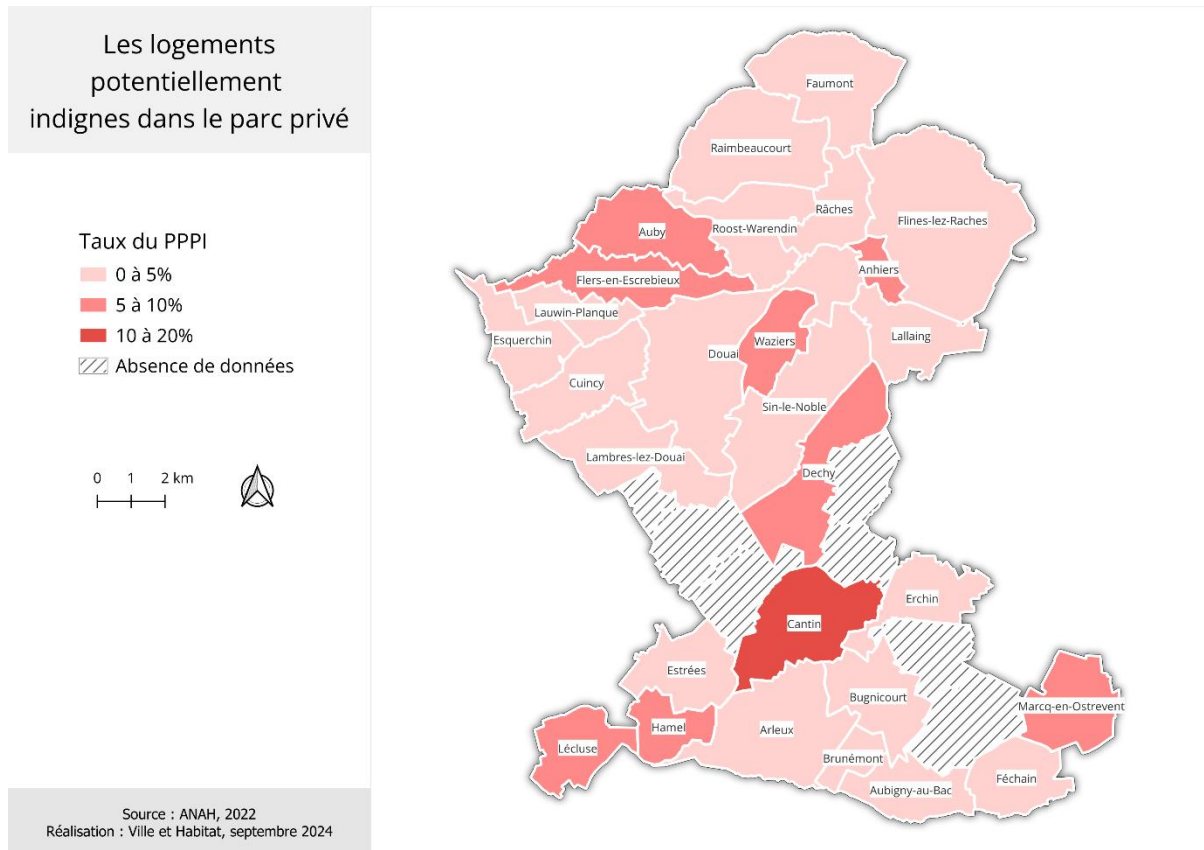 Les logements
potentiellement
indignes dans le parc privé
Taux du PPPI
0 à 5%
5 à 10%
10 à 20%
Absence de données
0 1 2 km
Source : ANAH, 2022
Réalisation : Ville et Habitat, septembre 2024
Faumont
Raimbeaucourt
Râches
Flines-lez-Raches
Auby
Roost-Warendin
Anhiers
Flers-en-Escrebieux
Lauwin-Planque
Esquerchin
Lallaing
Waziers
Douai
Cuincy
Sin-le-Noble
Lambres-lez-Douai
Dechy
Erchin
Cantin
Estrées
Bugnicourt
Marcq-en-Ostrevent
Hamel
Arleux
Lécluse
Brunémont
Féchain
Aubigny-au-Bac